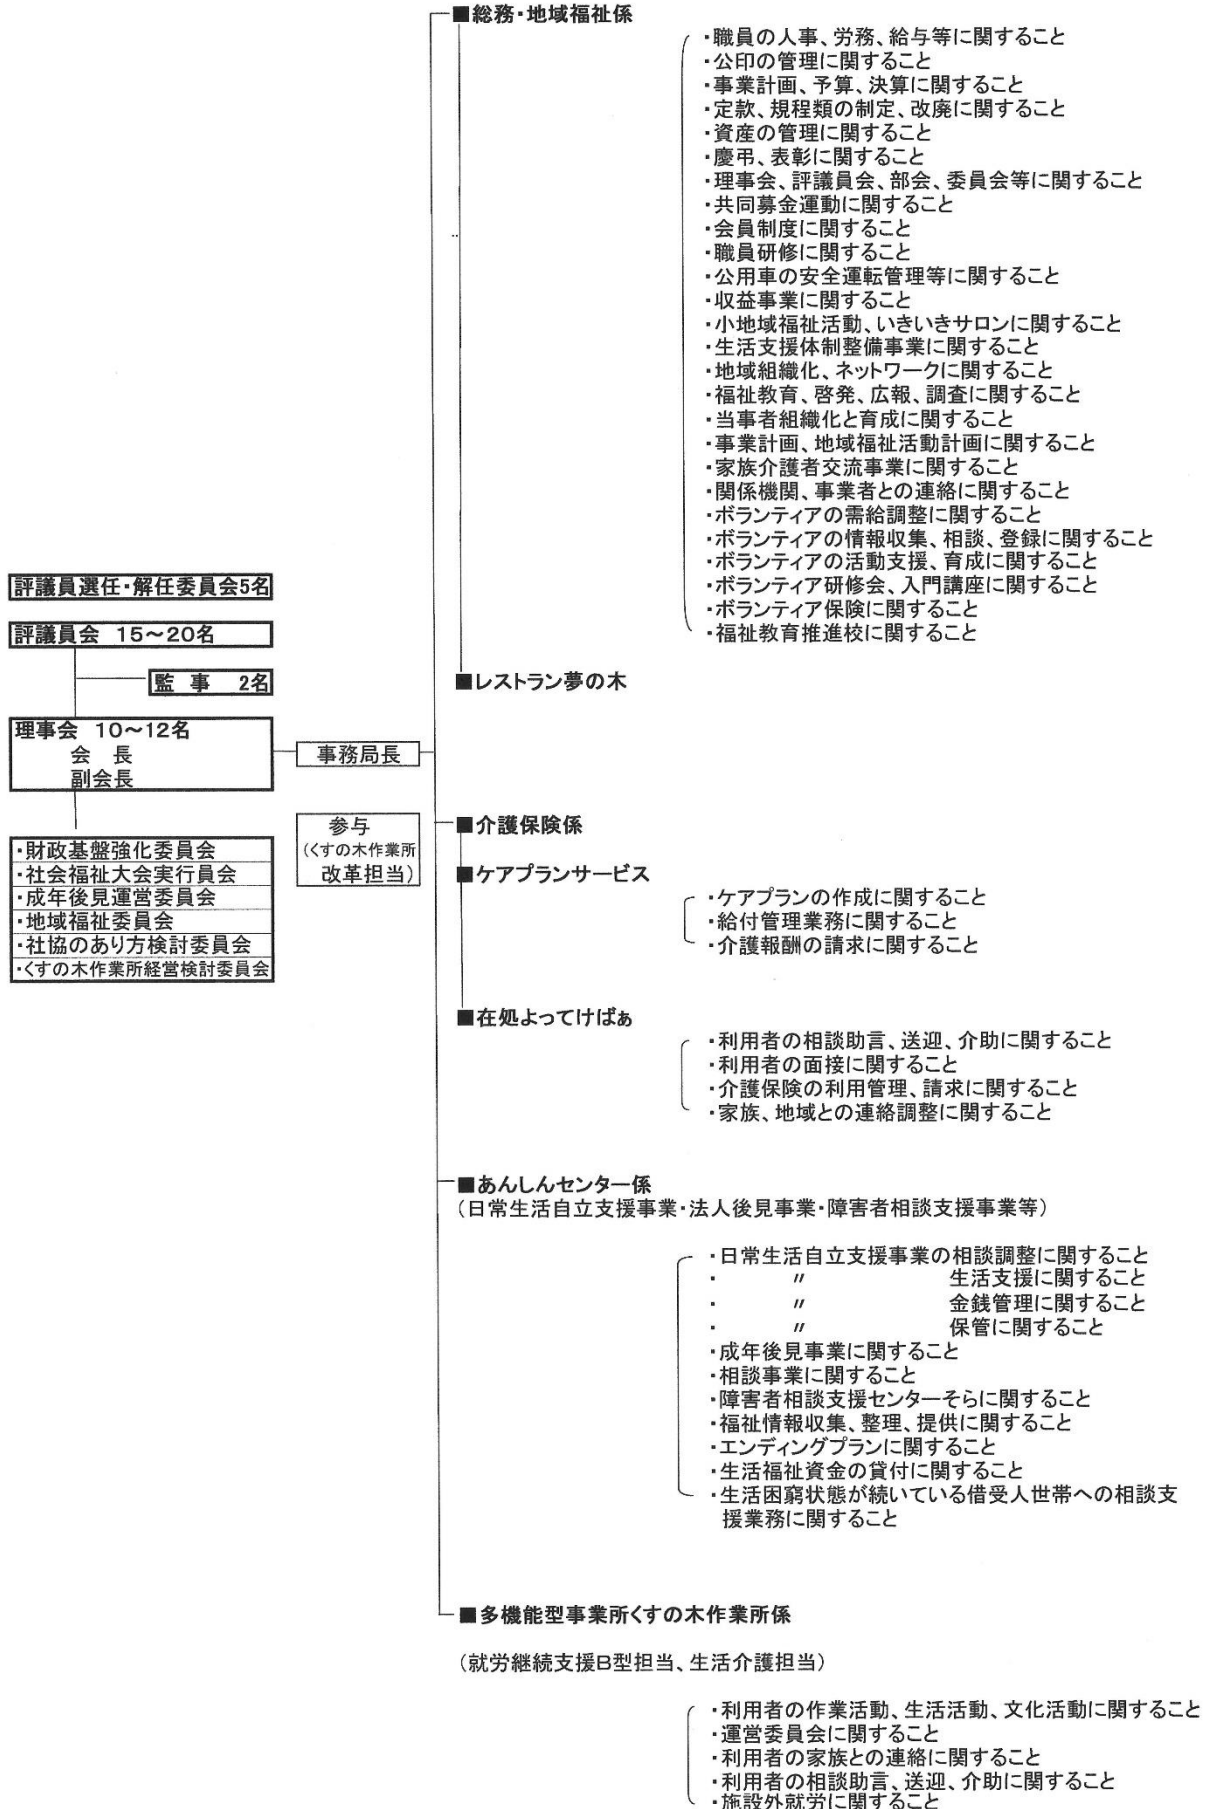 ■総務・地域福祉係
・職員の人事、労務、給与等に関すること
・公印の管理に関すること
・事業計画、予算、決算に関すること
・定款、規程類の制定、改廃に関すること
・資産の管理に関すること
・慶弔、表彰に関すること
・理事会、評議員会、部会、委員会等に関すること
・共同募金運動に関すること
・会員制度に関すること
・職員研修に関すること
・公用車の安全運転管理等に関すること
・収益事業に関すること
・小地域福祉活動、いきいきサロンに関すること
・生活支援体制整備事業に関すること
・地域組織化、ネットワークに関すること
・福祉教育、啓発、広報、調査に関すること
・当事者組織化と育成に関すること
・事業計画、地域福祉活動計画に関すること
・家族介護者交流事業に関すること
・関係機関、事業者との連絡に関すること
・ボランティアの需給調整に関すること
・ボランティアの情報収集、相談、登録に関すること
・ボランティアの活動支援、育成に関すること
・ボランティア研修会、入門講座に関すること
・ボランティア保険に関すること
・福祉教育推進校に関すること
評議員選任・解任委員会5名
評議員会 15〜20名
監 事 2名
理事会 10〜12名
会 長
副会長
事務局長
参与
(くすの木作業所
改革担当)
・財政基盤強化委員会
・社会福祉大会実行員会
・成年後見運営委員会
・地域福祉委員会
・社協のあり方検討委員会
・くすの木作業所経営検討委員会
■レストラン夢の木
■介護保険係
■ケアプランサービス
・ケアプランの作成に関すること
・給付管理業務に関すること
・介護報酬の請求に関すること
■在処よってけばぁ
・利用者の相談助言、送迎、介助に関すること
・利用者の面接に関すること
・介護保険の利用管理、請求に関すること
・家族、地域との連絡調整に関すること
■あんしんセンター係
(日常生活自立支援事業・法人後見事業・障害者相談支援事業等)
・日常生活自立支援事業の相談調整に関すること
・ 〃 生活支援に関すること
・ 〃 金銭管理に関すること
・ 〃 保管に関すること
・成年後見事業に関すること
・相談事業に関すること
・障害者相談支援センターそらに関すること
・福祉情報収集、整理、提供に関すること
・エンディングプランに関すること
・生活福祉資金の貸付に関すること
・生活困窮状態が続いている借受人世帯への相談支
援業務に関すること
■多機能型事業所くすの木作業所係
(就労継続支援B型担当、生活介護担当)
・利用者の作業活動、生活活動、文化活動に関すること
・運営委員会に関すること
・利用者の家族との連絡に関すること
・利用者の相談助言、送迎、介助に関すること
・施設外就労に関すること